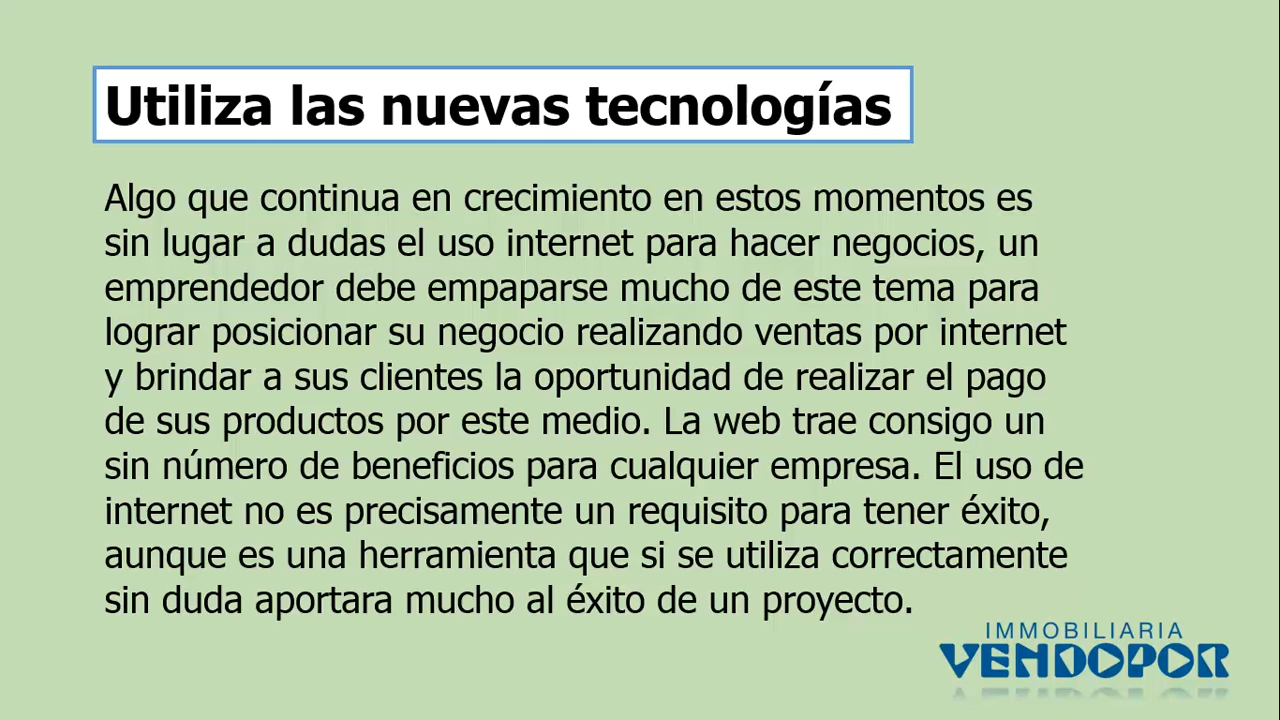 Utiliza las nuevas tecnologías
Algo que continua en crecimiento en estos momentos es
sin lugar a dudas el uso internet para hacer negocios, un
emprendedor debe empaparse mucho de este tema para
lograr posicionar su negocio realizando ventas por internet
y brindar a sus clientes la oportunidad de realizar el pago
de sus productos por este medio. La web trae consigo un
sin número de beneficios para cualquier empresa. El uso de
internet no es precisamente un requisito para tener éxito,
aunque es una herramienta que si se utiliza correctamente
sin duda aportara mucho al éxito de un proyecto.
IMMOBILIARIA
VENDOPOR